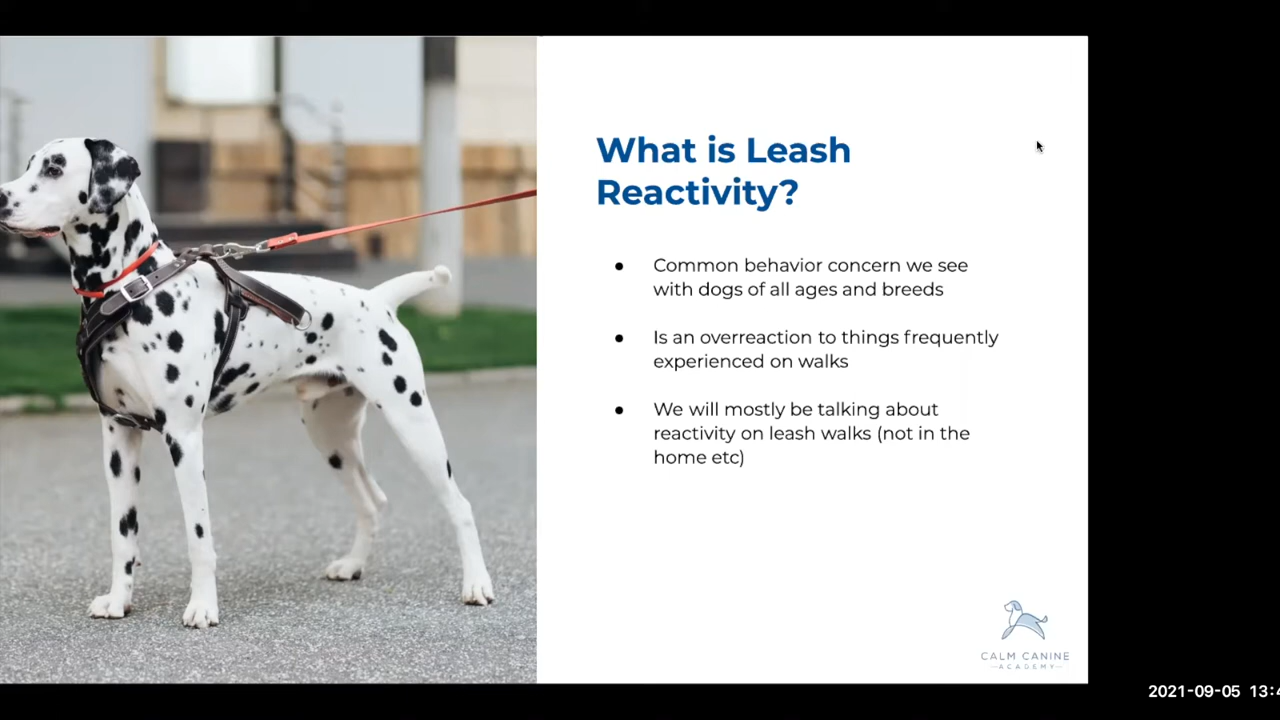 What is Leash
Reactivity?
● Common behavior concern we see
with dogs of all ages and breeds
● Is an overreaction to things frequently
experienced on walks
● We will mostly be talking about
reactivity on leash walks (not in the
home etc)
CALM CANINE
ACADEMY
2021-09-05 13:4